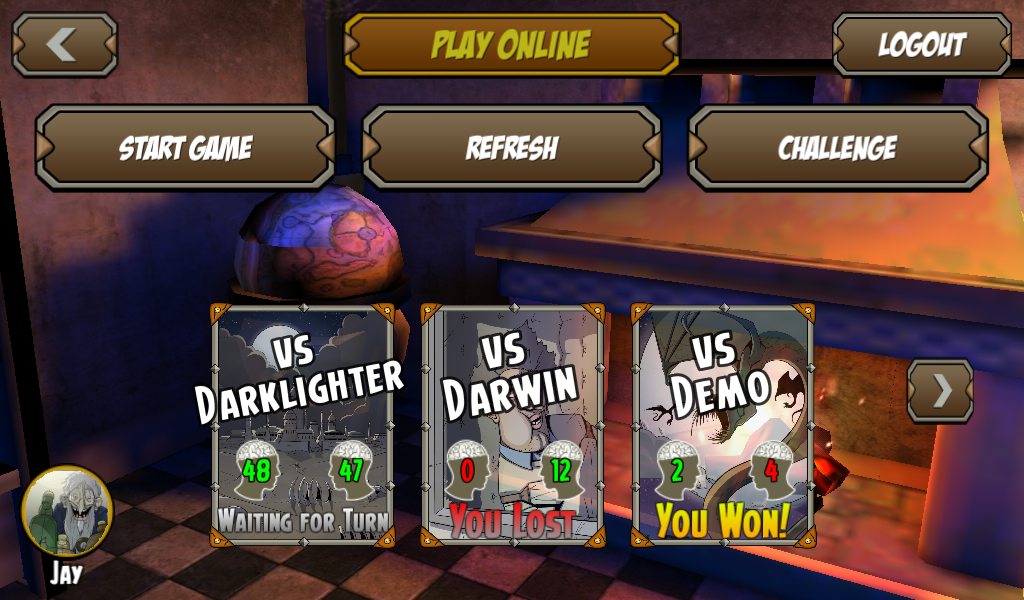 PLAY ONLINE
LOGOUT
START GAME
REFRESH
CHALLENGE
VS
DARKLIGHTER
48
47
WAITING FOR TURN
VS
DARWIN
0
12
YOU LOST
VS
DEMO
2
4
YOU WON!
JAY